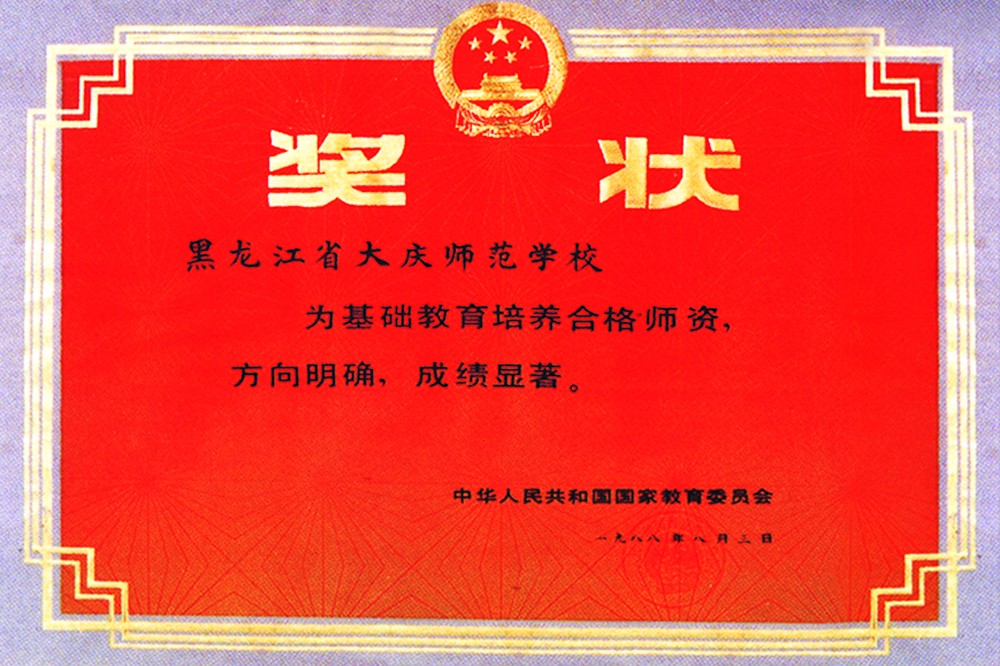 奖状
黑龙江省大庆师范学校
为基础教育培养合格师资,
方向明确,成绩显著。
中华人民共和国国家教育委员会
一九八八年八月三日